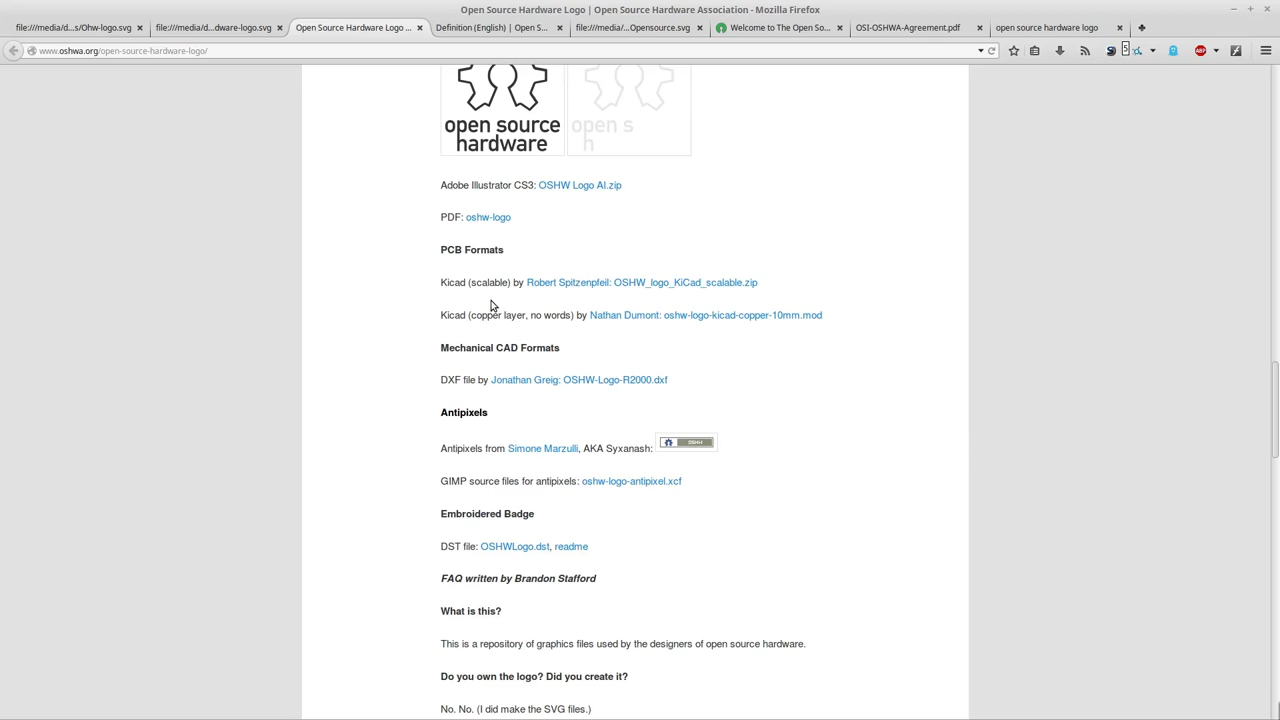 Open Source Hardware Logo | Open Source Hardware Association - Mozilla Firefox
file:///media/d...s/Ohw-logo.svg
file:///media/d...dware-logo.svg
Open Source Hardware Logo ...
Definition (English) | Open S...
file:///media/...Opensource.svg
Welcome to The Open So...
OSI-OSHWA-Agreement.pdf
open source hardware logo
www.oshwa.org/open-source-hardware-logo/
5
ABP
open source
hardware
open s
h
Adobe Illustrator CS3: OSHW Logo AI.zip
PDF: oshw-logo
PCB Formats
Kicad (scalable) by Robert Spitzenpfeil: OSHW_logo_KiCad_scalable.zip
Kicad (copper layer, no words) by Nathan Dumont: oshw-logo-kicad-copper-10mm.mod
Mechanical CAD Formats
DXF file by Jonathan Greig: OSHW-Logo-R2000.dxf
Antipixels
Antipixels from Simone Marzulli, AKA Syxanash:
OSHW
GIMP source files for antipixels: oshw-logo-antipixel.xcf
Embroidered Badge
DST file: OSHWLogo.dst, readme
FAQ written by Brandon Stafford
What is this?
This is a repository of graphics files used by the designers of open source hardware.
Do you own the logo? Did you create it?
No. No. (I did make the SVG files.)